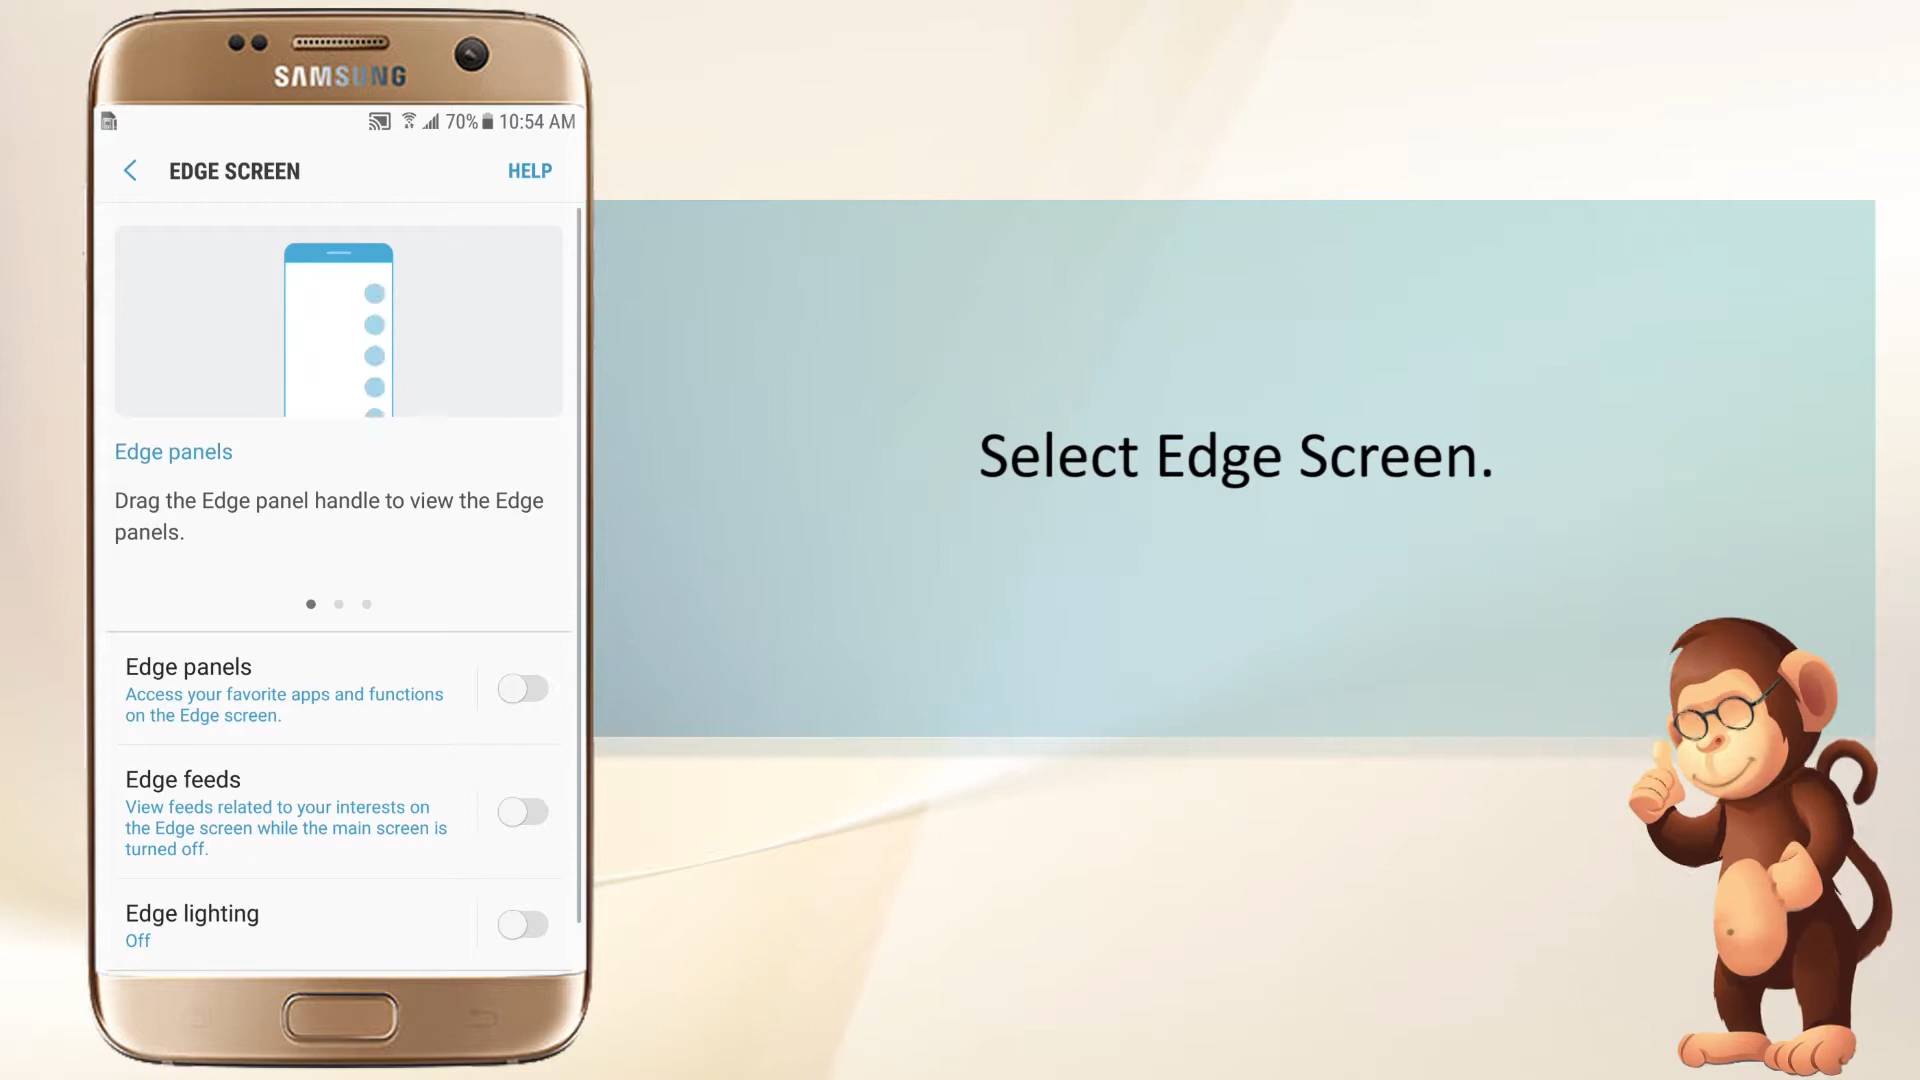 SAMSUNG
70% 10:54 AM
EDGE SCREEN
HELP
Edge panels
Drag the Edge panel handle to view the Edge
panels.
Edge panels
Access your favorite apps and functions
on the Edge screen.
Edge feeds
View feeds related to your interests on
the Edge screen while the main screen is
turned off.
Edge lighting
Off
Select Edge Screen.